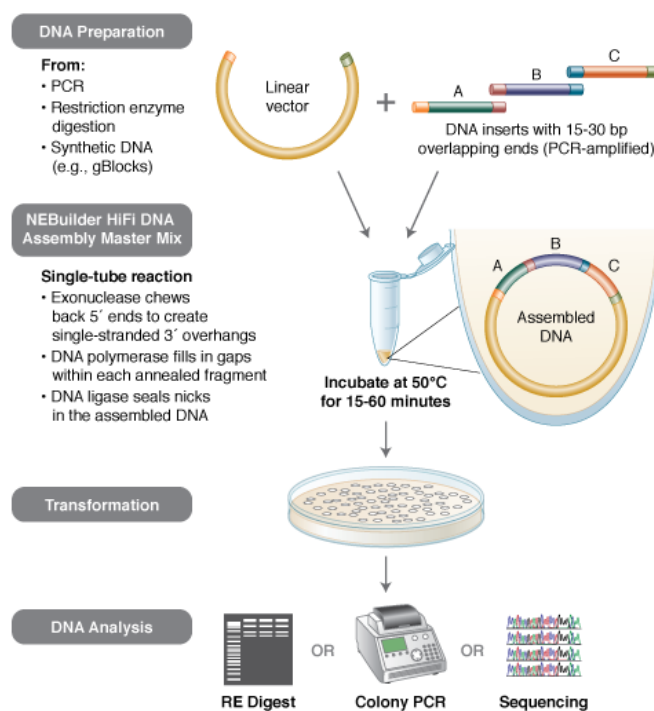 DNA Preparation
From:
• PCR
• Restriction enzyme
digestion
• Synthetic DNA
(e.g., gBlocks)
Linear
vector
+
A
B
C
DNA inserts with 15-30 bp
overlapping ends (PCR-amplified)
NEBuilder HiFi DNA
Assembly Master Mix
Single-tube reaction
• Exonuclease chews
back 5´ ends to create
single-stranded 3´ overhangs
• DNA polymerase fills in gaps
within each annealed fragment
• DNA ligase seals nicks
in the assembled DNA
Incubate at 50°C
for 15-60 minutes
A
B
C
Assembled
DNA
Transformation
DNA Analysis
OR
OR
RE Digest
Colony PCR
Sequencing